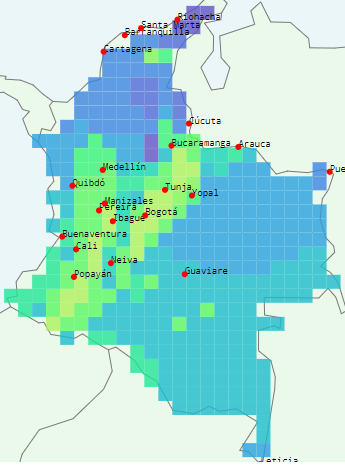 Riohacha
Santa Marta
Barranquilla
Cartagena
Cúcuta
Bucaramanga
Arauca
Medellín
Pue
Quibdó
Tunja
Yopal
Manizales
Pereira
Bogotá
Ibagué
Buenaventura
Cali
Neiva
Popayán
Guaviare
Leticia